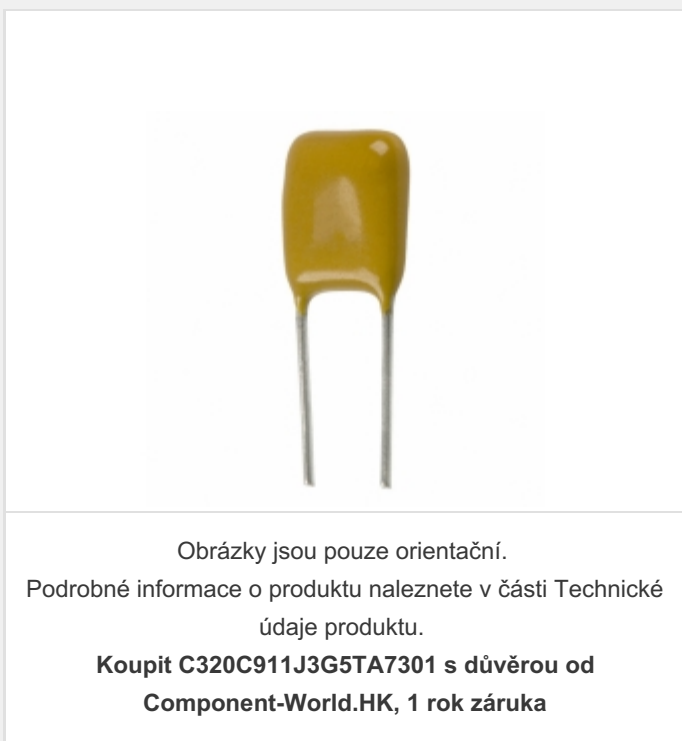 Obrázky jsou pouze orientační.
Podrobné informace o produktu naleznete v části Technické
údaje produktu.
Koupit C320C911J3G5TA7301 s důvěrou od
Component-World.HK, 1 rok záruka